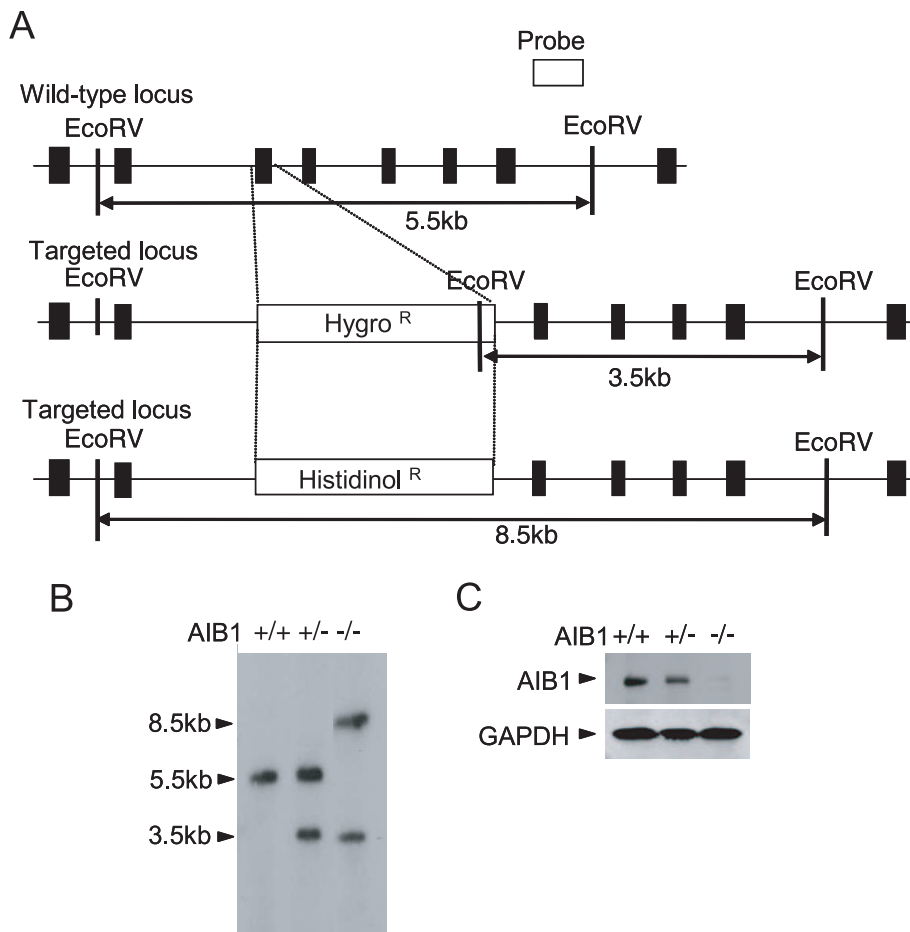 A
Probe
Wild-type locus
EcoRV
EcoRV
5.5kb
Targeted locus
EcoRV
EcoRV
EcoRV
Hygro R
3.5kb
Targeted locus
EcoRV
EcoRV
Histidinol R
8.5kb
B
AIB1 +/+ +/- -/-
8.5kb
5.5kb
3.5kb
C
AIB1 +/+ +/- -/-
AIB1
GAPDH